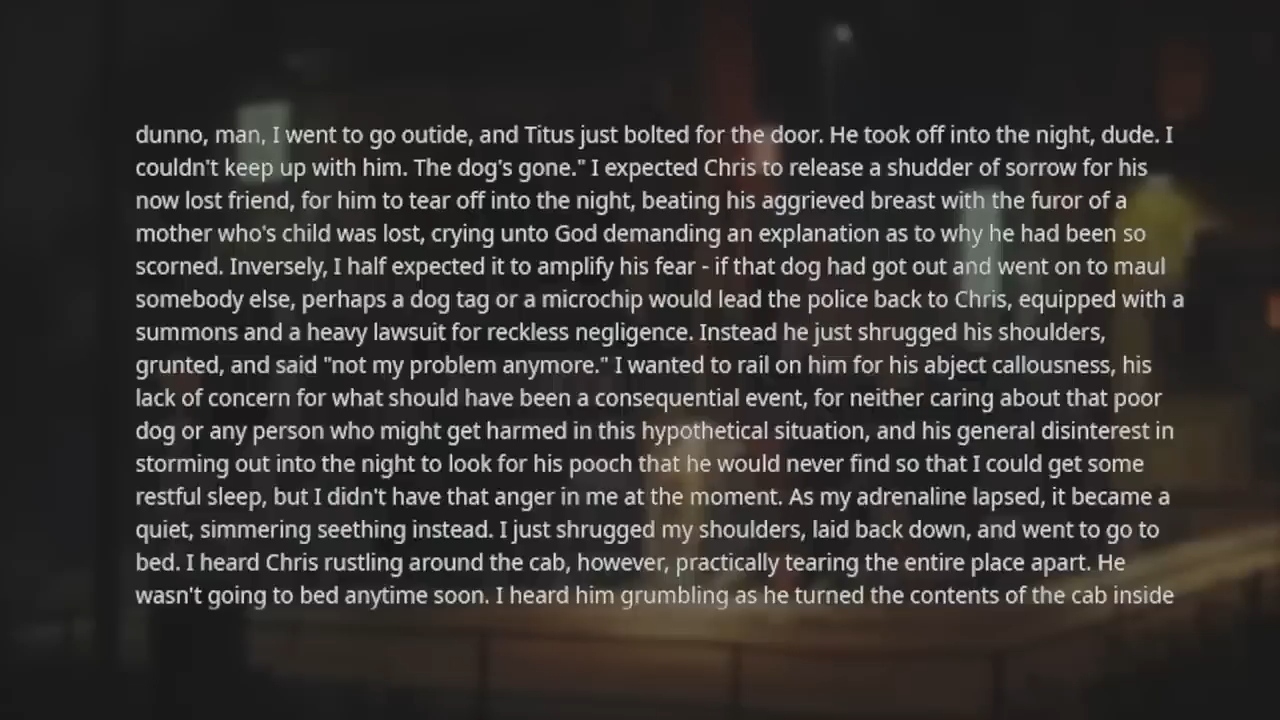 dunno, man, I went to go outide, and Titus just bolted for the door. He took off into the night, dude. I
couldn't keep up with him. The dog's gone." I expected Chris to release a shudder of sorrow for his
now lost friend, for him to tear off into the night, beating his aggrieved breast with the furor of a
mother who's child was lost, crying unto God demanding an explanation as to why he had been so
scorned. Inversely, I half expected it to amplify his fear - if that dog had got out and went on to maul
somebody else, perhaps a dog tag or a microchip would lead the police back to Chris, equipped with a
summons and a heavy lawsuit for reckless negligence. Instead he just shrugged his shoulders,
grunted, and said "not my problem anymore." I wanted to rail on him for his abject callousness, his
lack of concern for what should have been a consequential event, for neither caring about that poor
dog or any person who might get harmed in this hypothetical situation, and his general disinterest in
storming out into the night to look for his pooch that he would never find so that I could get some
restful sleep, but I didn't have that anger in me at the moment. As my adrenaline lapsed, it became a
quiet, simmering seething instead. I just shrugged my shoulders, laid back down, and went to go to
bed. I heard Chris rustling around the cab, however, practically tearing the entire place apart. He
wasn't going to bed anytime soon. I heard him grumbling as he turned the contents of the cab inside